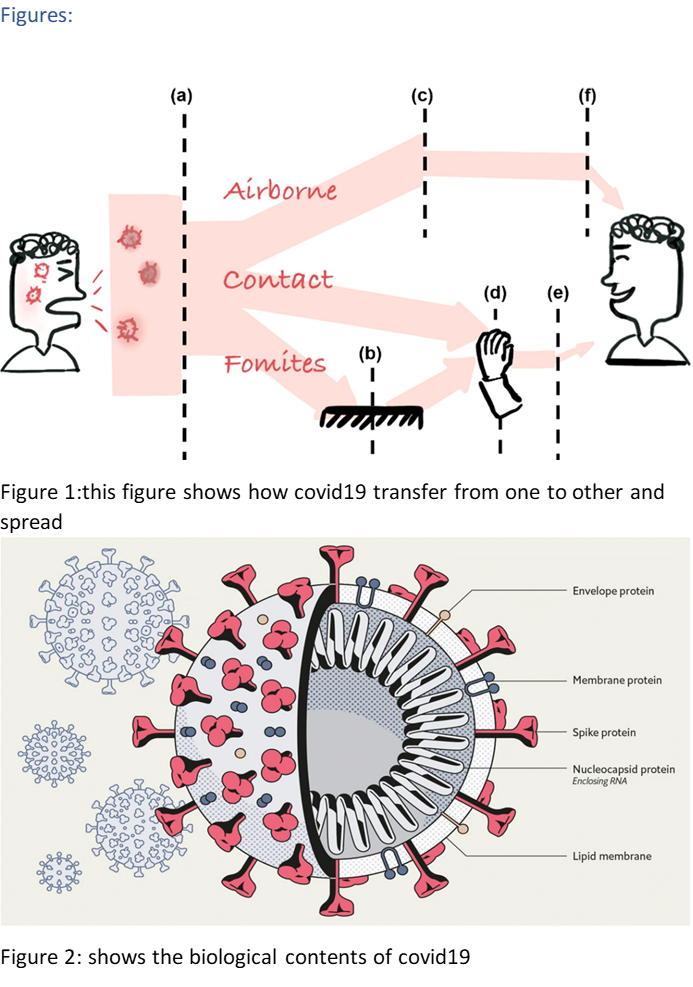 Figures:
(a)
(c)
(f)
Airborne
Contact
(d)
(e)
Fomites
(b)
Figure 1:this figure shows how covid19 transfer from one to other and
spread
Envelope protein
Membrane protein
Spike protein
Nucleocapsid protein
Enclosing RNA
Lipid membrane
Figure 2: shows the biological contents of covid19